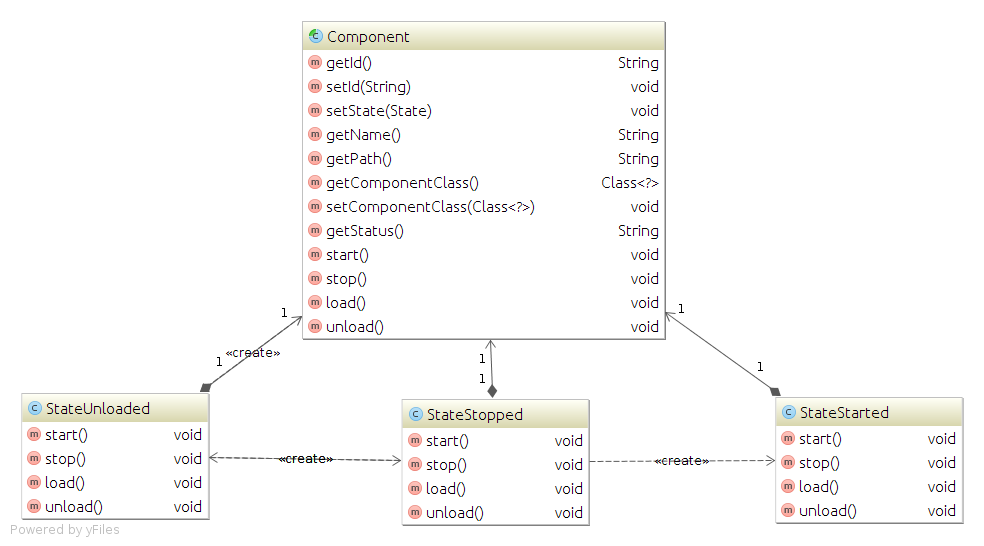 Component
getId() String
setId(String) void
setState(State) void
getName() String
getPath() String
getComponentClass() Class<?>
setComponentClass(Class<?>) void
getStatus() String
start() void
stop() void
load() void
unload() void
1
1
«create»
1
1
1
1
StateUnloaded
start() void
stop() void
load() void
unload() void
«create»
StateStopped
start() void
stop() void
load() void
unload() void
«create»
StateStarted
start() void
stop() void
load() void
unload() void
Powered by yFiles